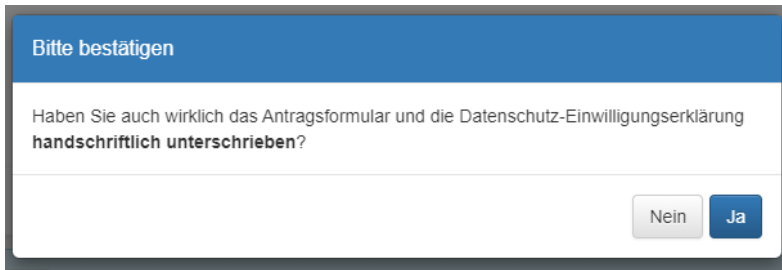 Bitte bestätigen
Haben Sie auch wirklich das Antragsformular und die Datenschutz-Einwilligungserklärung
handschriftlich unterschrieben?
Nein
Ja